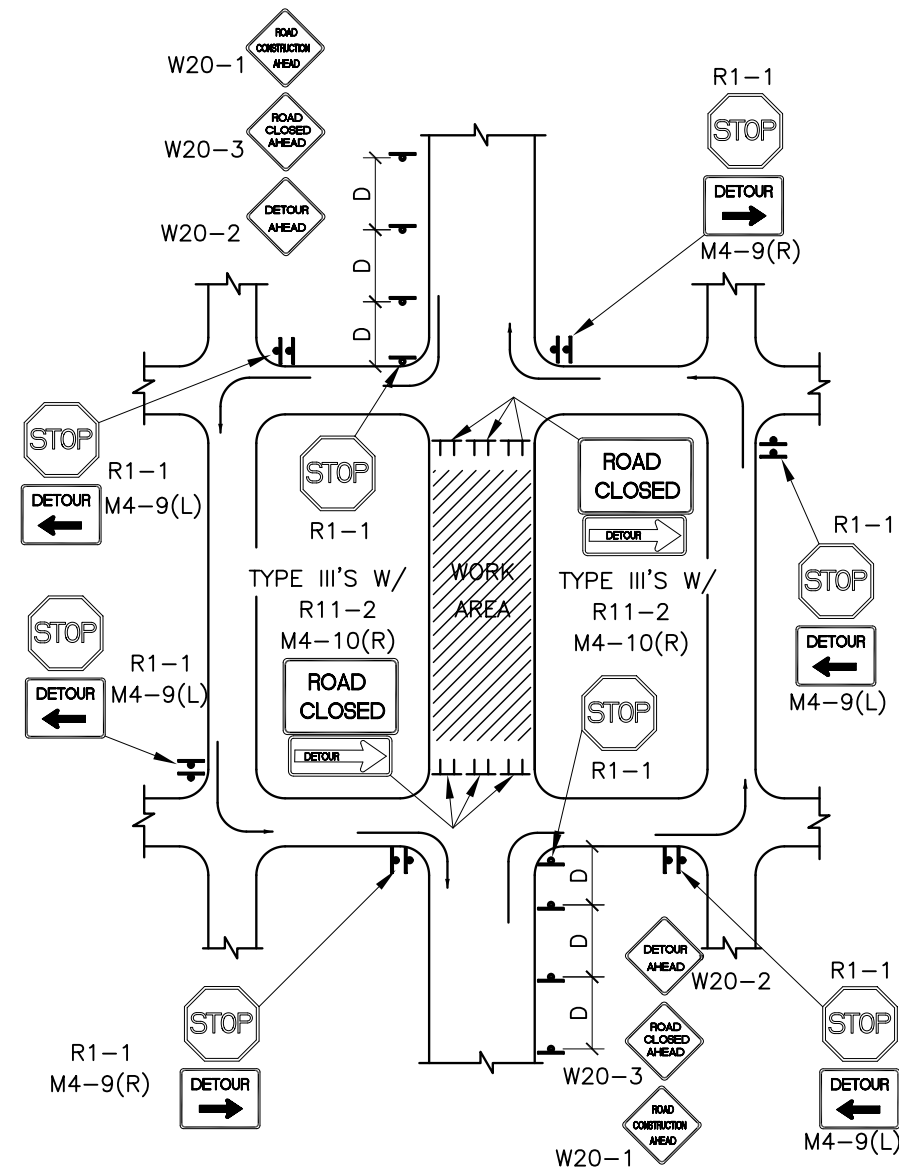 ROAD
CONSTRUCTION
AHEAD
W20-1
ROAD
CLOSED
AHEAD
W20-3
DETOUR
AHEAD
W20-2
D
D
D
R1-1
STOP
DETOUR
M4-9(R)
STOP
R1-1
DETOUR
M4-9(L)
STOP
R1-1
ROAD
CLOSED
DETOUR
R1-1
STOP
DETOUR
M4-9(L)
TYPE III'S W/
R11-2
M4-10(R)
ROAD
CLOSED
DETOUR
WORK
AREA
TYPE III'S W/
R11-2
M4-10(R)
STOP
R1-1
STOP
R1-1
M4-9(L)
DETOUR
D
D
D
DETOUR
AHEAD
W20-2
ROAD
CLOSED
AHEAD
W20-3
ROAD
CONSTRUCTION
AHEAD
W20-1
STOP
R1-1
M4-9(R)
DETOUR
R1-1
STOP
DETOUR
M4-9(L)